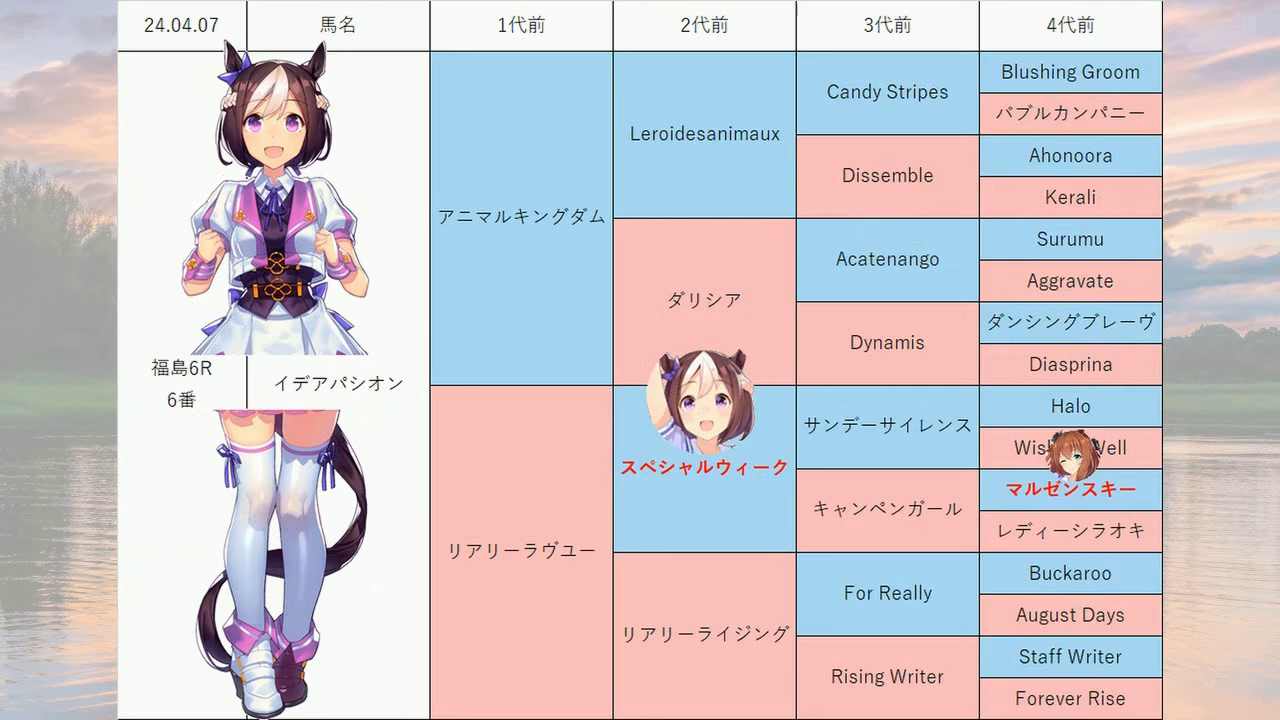 24.04.07
馬名
1代前
2代前
3代前
4代前
福島6R
6番
イデアパシオン
アニマルキングダム
リアリーラヴユー
Leroidesanimaux
ダリシア
スペシャルウィーク
リアリーライジング
Candy Stripes
Dissemble
Acatenango
Dynamis
サンデーサイレンス
キャンペンガール
For Really
Rising Writer
Blushing Groom
バブルカンパニー
Ahonoora
Kerali
Surumu
Aggravate
ダンシングブレーヴ
Diasprina
Halo
マルゼンスキー
レディーシラオキ
Buckaroo
August Days
Staff Writer
Forever Rise